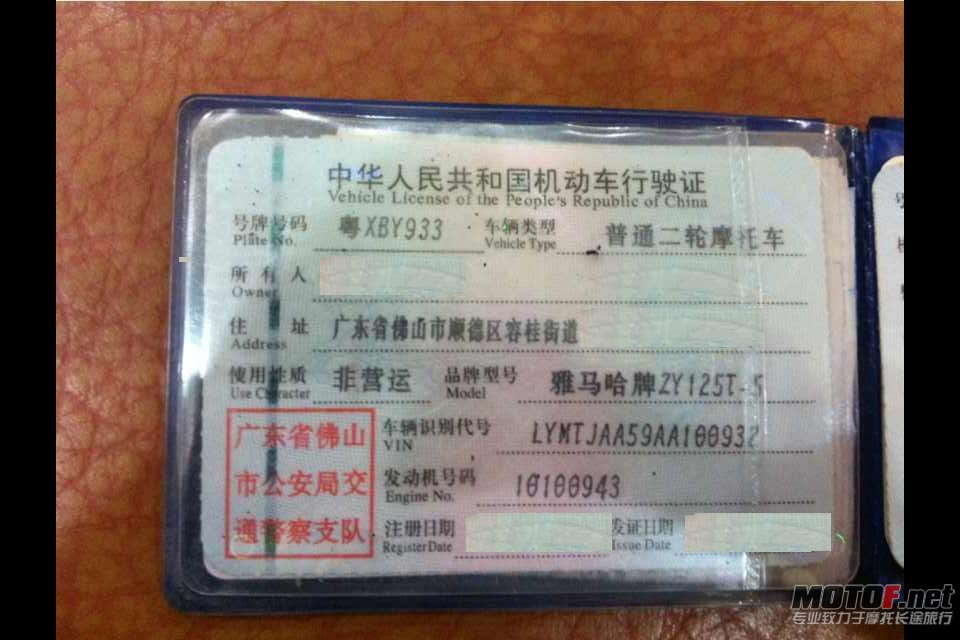 中华人民共和国机动车行驶证
Vehicle License of the People's Republic of China
号牌号码 粤XBY933 车辆类型 普通二轮摩托车
Plate No. Vehicle Type
所有人
Owner
住址 广东省佛山市顺德区容桂街道
Address
使用性质 非营运 品牌型号 雅马哈牌ZY125T-5
Use Character Model
广东省佛山 车辆识别代号 LYMTJAA59AA100932
VIN
市公安局交 发动机号码 10100943
Engine No.
通警察支队 注册日期 发证日期
Register Date Issue Date
MOTOF.net
专业致力于摩托长途旅行